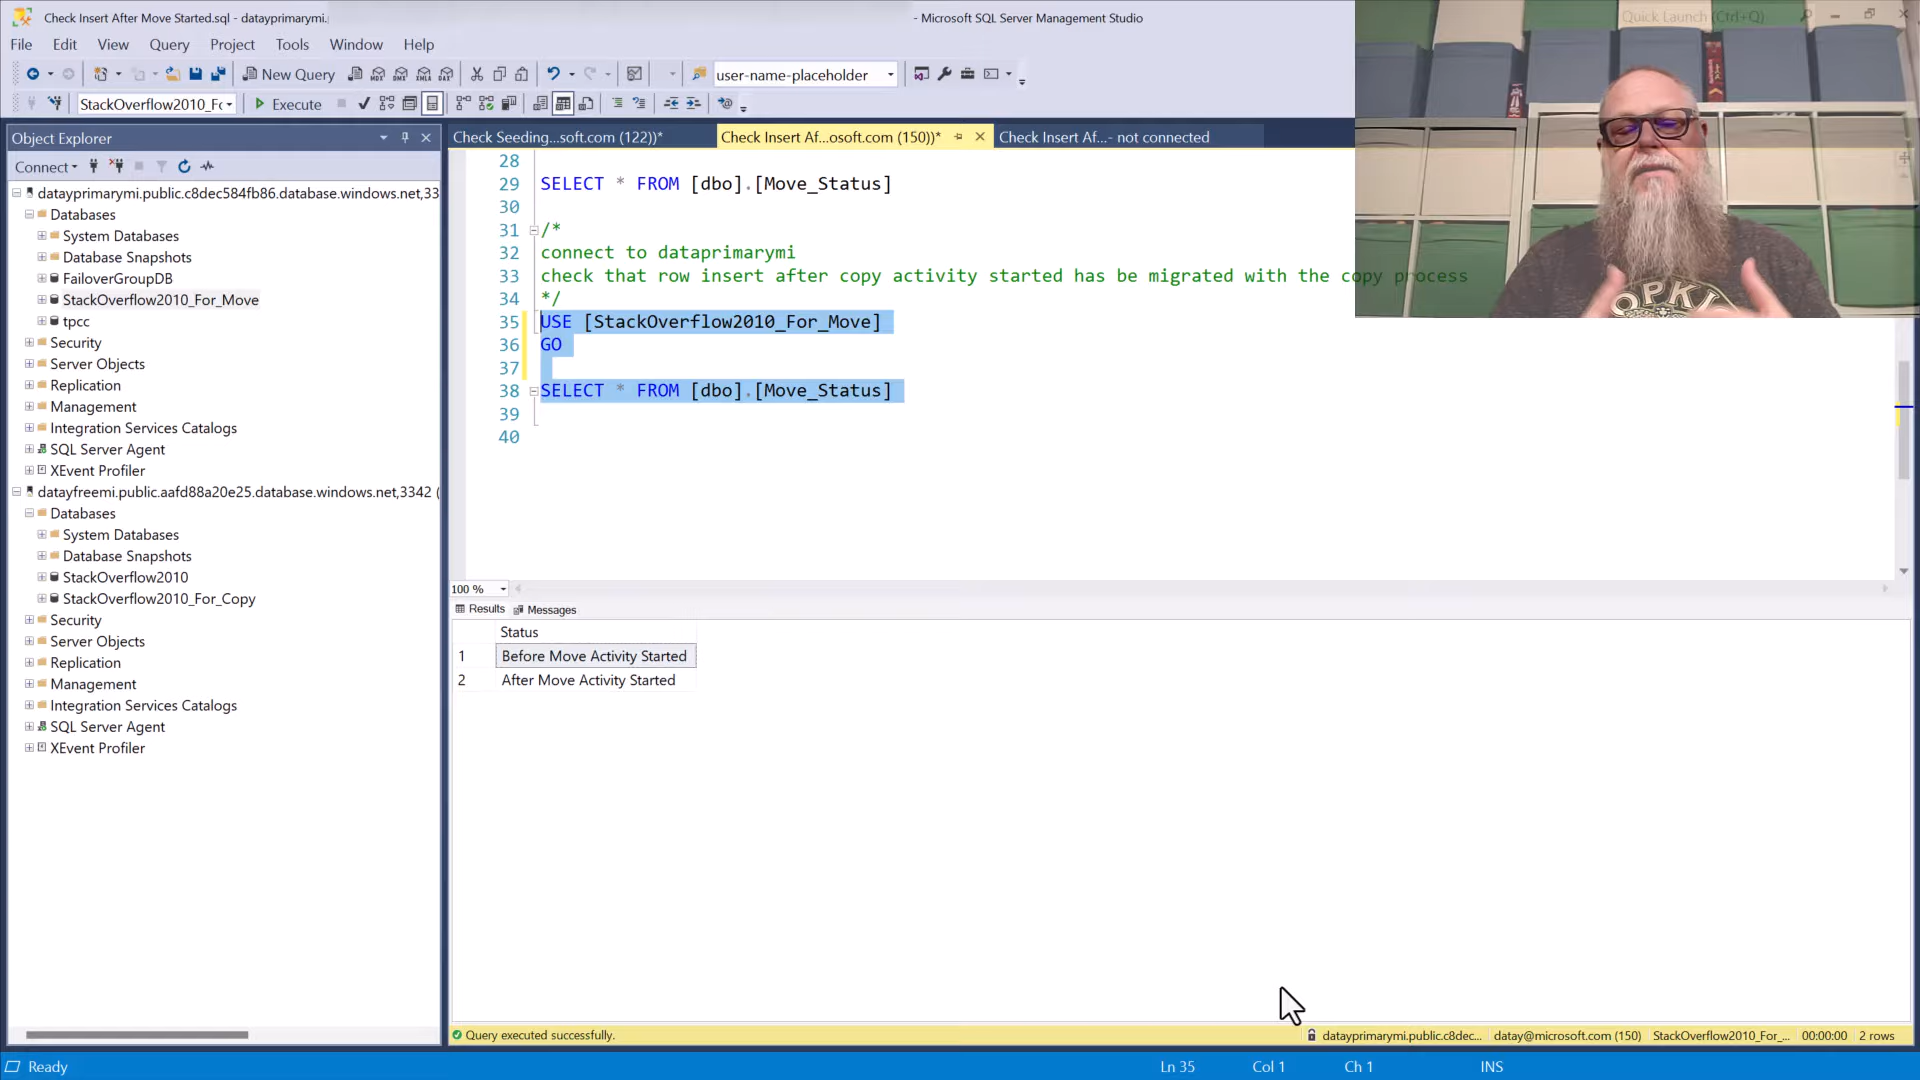 Check Insert After Move Started.sql - datayprimarymi.
- Microsoft SQL Server Management Studio
Quick Launch (Ctrl+Q)
File Edit View Query Project Tools Window Help
New Query
user-name-placeholder
StackOverflow2010_Fc
Execute
Object Explorer
Check Seeding...soft.com (122))*
Check Insert Af...osoft.com (150))*
Check Insert Af...- not connected
Connect
datayprimarymi.public.c8dec584fb86.database.windows.net,33
Databases
System Databases
Database Snapshots
FailoverGroupDB
StackOverflow2010_For_Move
tpcc
Security
Server Objects
Replication
Management
Integration Services Catalogs
SQL Server Agent
XEvent Profiler
datayfreemi.public.aafd88a20e25.database.windows.net,3342 (
Databases
System Databases
Database Snapshots
StackOverflow2010
StackOverflow2010_For_Copy
Security
Server Objects
Replication
Management
Integration Services Catalogs
SQL Server Agent
XEvent Profiler
28
29 SELECT * FROM [dbo].[Move_Status]
30
31 /*
32 connect to dataprimarymi
33 check that row insert after copy activity started has be migrated with the copy process
34 */
35 USE [StackOverflow2010_For_Move]
36 GO
37
38 SELECT * FROM [dbo].[Move_Status]
39
40
100 %
Results Messages
Status
1 Before Move Activity Started
2 After Move Activity Started
Query executed successfully.
datayprimarymi.public.c8dec...
datay@microsoft.com (150)
StackOverflow2010_For_...
00:00:00
2 rows
Ready
Ln 35
Col 1
Ch 1
INS